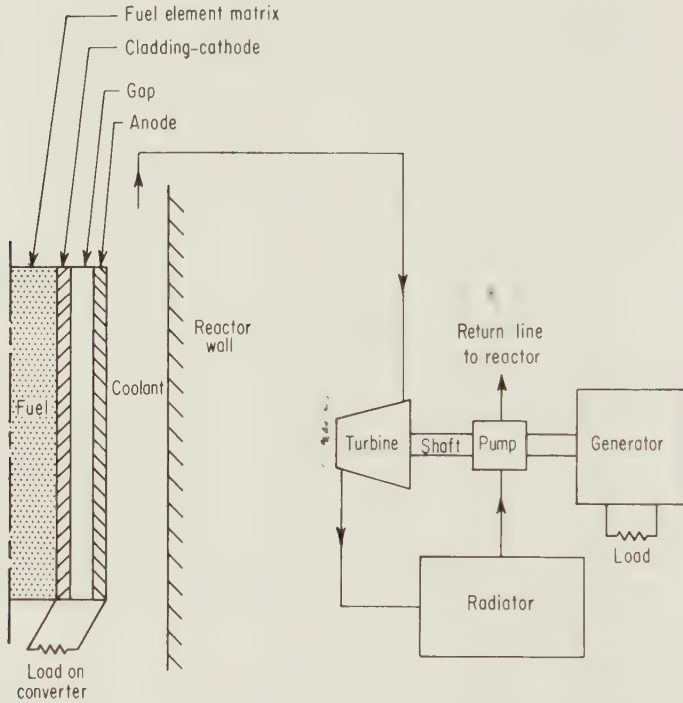 Fuel element matrix
Cladding-cathode
Gap
Anode
Reactor
wall
Return line
to reactor
Coolant
Fuel
Turbine
Shaft
Pump
Generator
Load
Radiator
Load on
converter